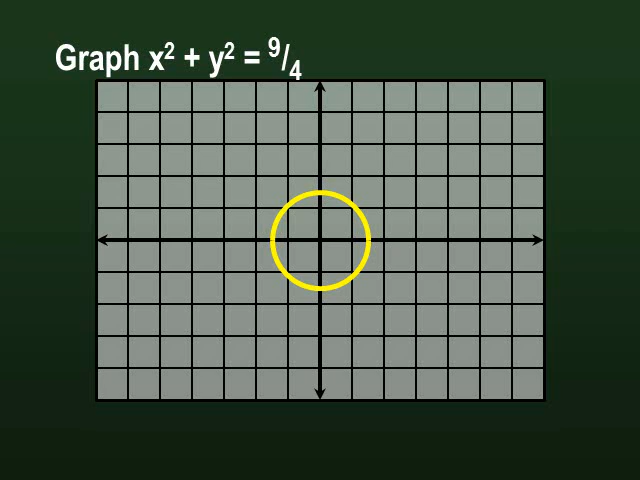 Graph x² + y² = ⁹/₄